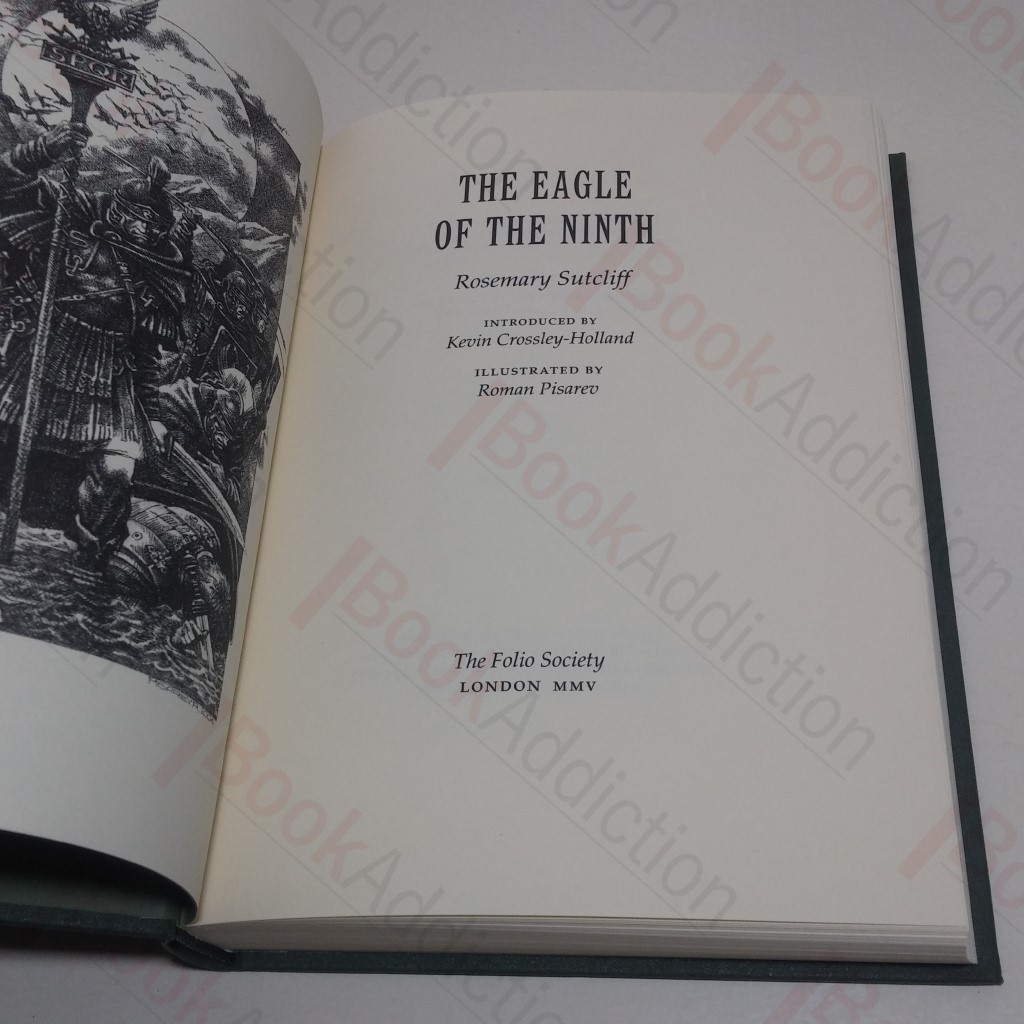 SPQR
THE EAGLE
OF THE NINTH
Rosemary Sutcliff
INTRODUCED BY
Kevin Crossley-Holland
ILLUSTRATED BY
Roman Pisarev
The Folio Society
LONDON MMV
BookAddiction